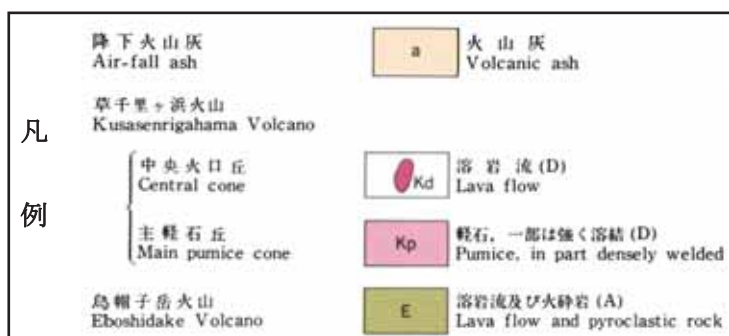 凡例
降下火山灰
Air-fall ash
a
火山灰
Volcanic ash
草千里ヶ浜火山
Kusasenrigahama Volcano
中央火口丘
Central cone
Kd
溶岩流(D)
Lava flow
主軽石丘
Main pumice cone
Kp
軽石,一部は強く溶結(D)
Pumice, in part densely welded
烏帽子岳火山
Eboshidake Volcano
E
溶岩流及び火砕岩(A)
Lava flow and pyroclastic rock